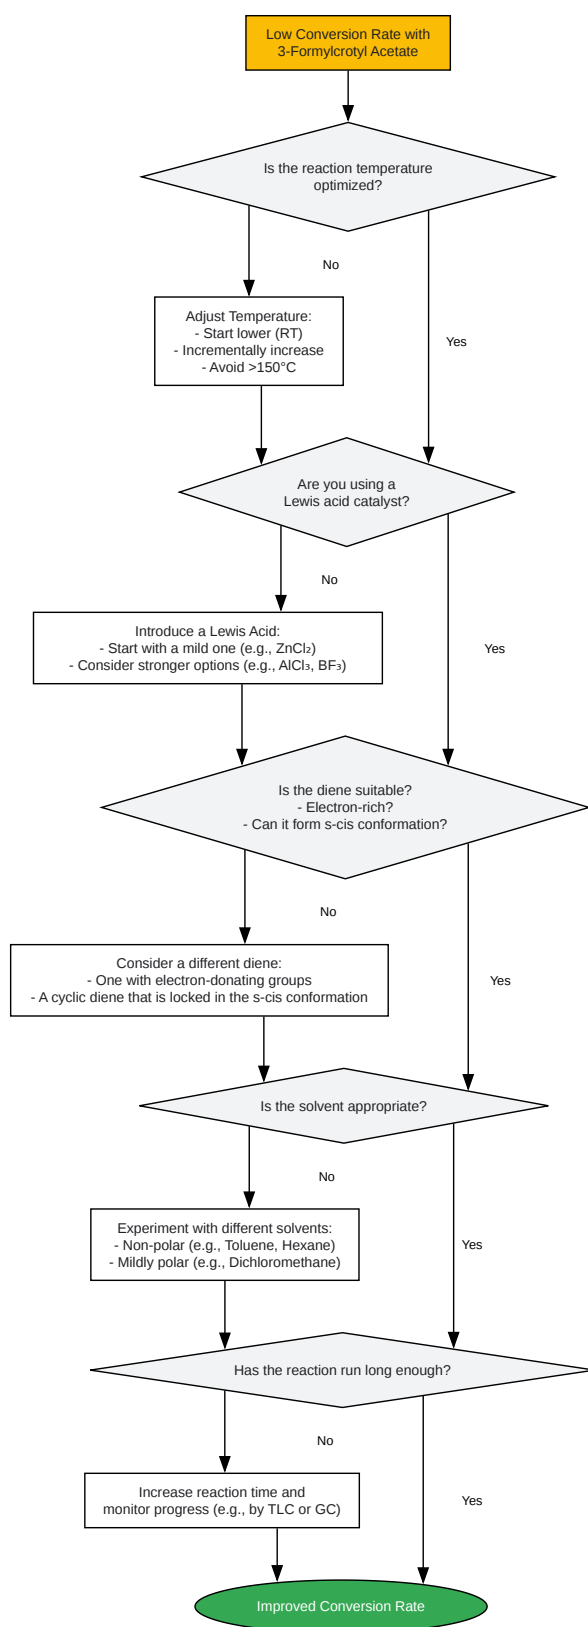 Low Conversion Rate with
3-Formylcrotyl Acetate
Is the reaction temperature
optimized?
No
Adjust Temperature:
- Start lower (RT)
- Incrementally increase
- Avoid >150°C
Yes
Are you using a
Lewis acid catalyst?
No
Introduce a Lewis Acid:
- Start with a mild one (e.g., ZnCl₂)
- Consider stronger options (e.g., AlCl₃, BF₃)
Yes
Is the diene suitable?
- Electron-rich?
- Can it form s-cis conformation?
No
Consider a different diene:
- One with electron-donating groups
- A cyclic diene that is locked in the s-cis conformation
Yes
Is the solvent appropriate?
No
Experiment with different solvents:
- Non-polar (e.g., Toluene, Hexane)
- Mildly polar (e.g., Dichloromethane)
Yes
Has the reaction run long enough?
No
Increase reaction time and
monitor progress (e.g., by TLC or GC)
Yes
Improved Conversion Rate